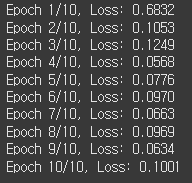 Epoch 1/10, Loss: 0.6832
Epoch 2/10, Loss: 0.1053
Epoch 3/10, Loss: 0.1249
Epoch 4/10, Loss: 0.0568
Epoch 5/10, Loss: 0.0776
Epoch 6/10, Loss: 0.0970
Epoch 7/10, Loss: 0.0663
Epoch 8/10, Loss: 0.0969
Epoch 9/10, Loss: 0.0634
Epoch 10/10, Loss: 0.1001